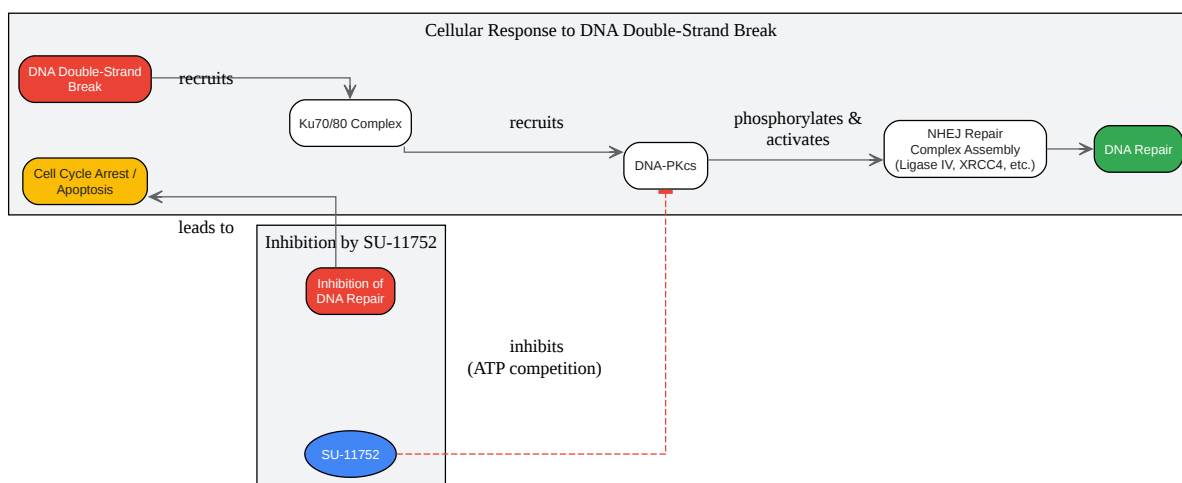 Cellular Response to DNA Double-Strand Break
DNA Double-Strand
Break
recruits
Ku70/80 Complex
recruits
DNA-PKcs
phosphorylates &
activates
NHEJ Repair
Complex Assembly
(Ligase IV, XRCC4, etc.)
DNA Repair
Cell Cycle Arrest /
Apoptosis
leads to
Inhibition by SU-11752
Inhibition of
DNA Repair
inhibits
(ATP competition)
SU-11752